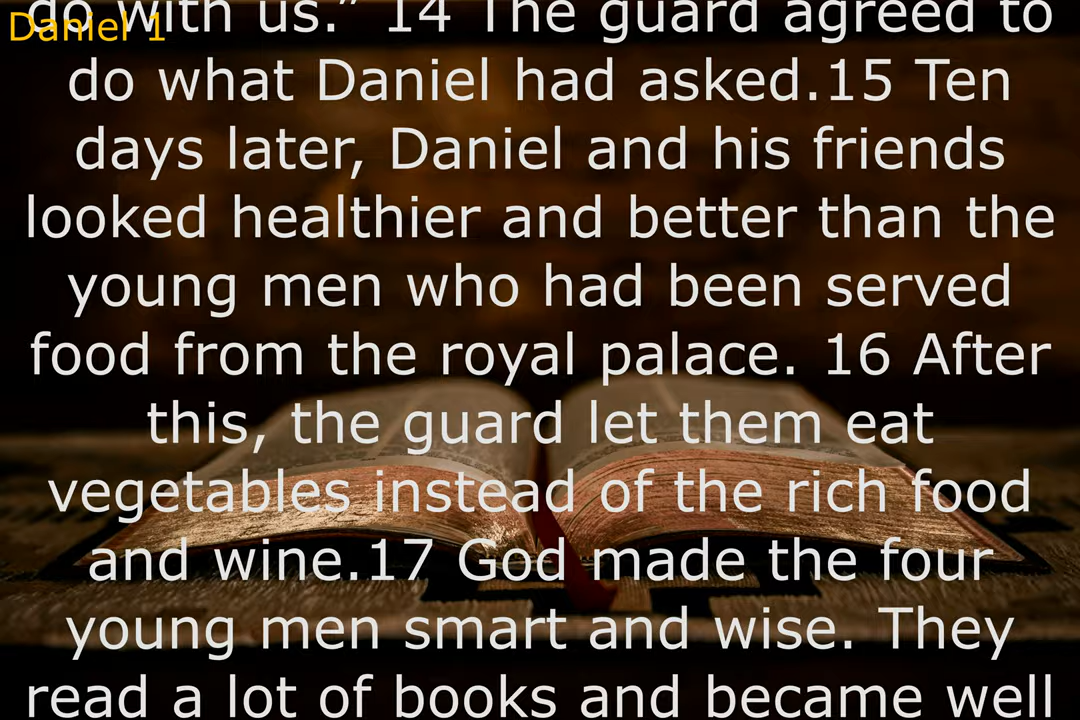 do with us.” 14 The guard agreed to
Daniel 1
do what Daniel had asked.15 Ten
days later, Daniel and his friends
looked healthier and better than the
young men who had been served
food from the royal palace. 16 After
this, the guard let them eat
vegetables instead of the rich food
and wine.17 God made the four
young men smart and wise. They
read a lot of books and became well